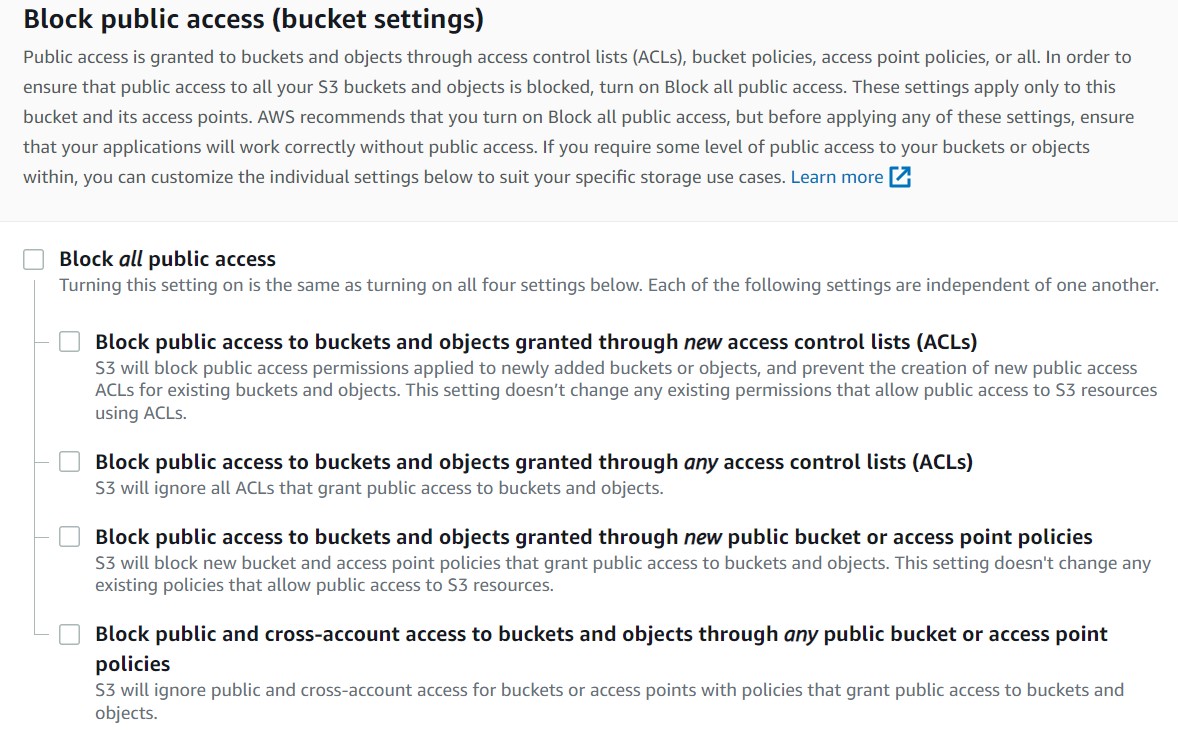 Block public access (bucket settings)
Public access is granted to buckets and objects through access control lists (ACLs), bucket policies, access point policies, or all. In order to
ensure that public access to all your S3 buckets and objects is blocked, turn on Block all public access. These settings apply only to this
bucket and its access points. AWS recommends that you turn on Block all public access, but before applying any of these settings, ensure
that your applications will work correctly without public access. If you require some level of public access to your buckets or objects
within, you can customize the individual settings below to suit your specific storage use cases. Learn more
Block all public access
Turning this setting on is the same as turning on all four settings below. Each of the following settings are independent of one another.
Block public access to buckets and objects granted through new access control lists (ACLs)
S3 will block public access permissions applied to newly added buckets or objects, and prevent the creation of new public access
ACLs for existing buckets and objects. This setting doesn’t change any existing permissions that allow public access to S3 resources
using ACLs.
Block public access to buckets and objects granted through any access control lists (ACLs)
S3 will ignore all ACLs that grant public access to buckets and objects.
Block public access to buckets and objects granted through new public bucket or access point policies
S3 will block new bucket and access point policies that grant public access to buckets and objects. This setting doesn't change any
existing policies that allow public access to S3 resources.
Block public and cross-account access to buckets and objects through any public bucket or access point
policies
S3 will ignore public and cross-account access for buckets or access points with policies that grant public access to buckets and
objects.